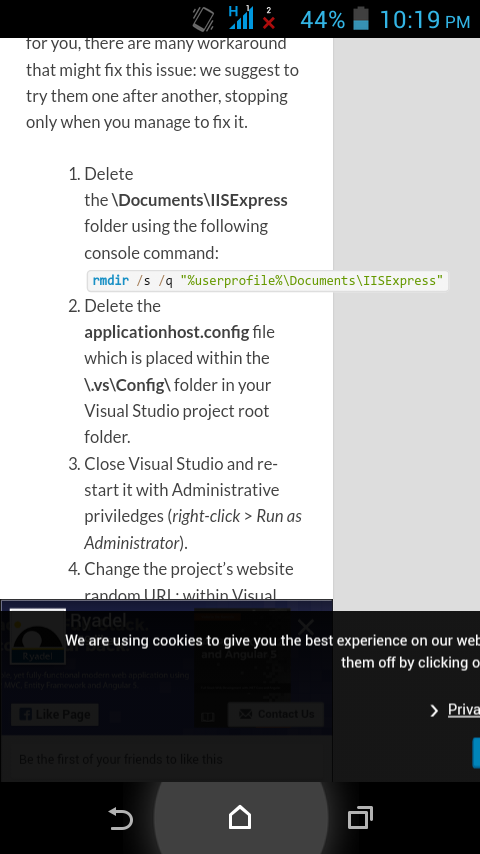 H 1 2 44% 10:19 PM
for you, there are many workaround
that might fix this issue: we suggest to
try them one after another, stopping
only when you manage to fix it.
1. Delete
the \Documents\IISExpress
folder using the following
console command:
rmdir /s /q "%userprofile%\Documents\IISExpress"
2. Delete the
applicationhost.config file
which is placed within the
\.vs\Config\ folder in your
Visual Studio project root
folder.
3. Close Visual Studio and re-
start it with Administrative
priviledges (right-click > Run as
Administrator).
4. Change the project's website
random URL: within Visual
Ryadel
Ryadel
We are using cookies to give you the best experience on our web
them off by clicking o
and Angular 5
Priva
Like Page
Contact Us
Be the first of your friends to like this